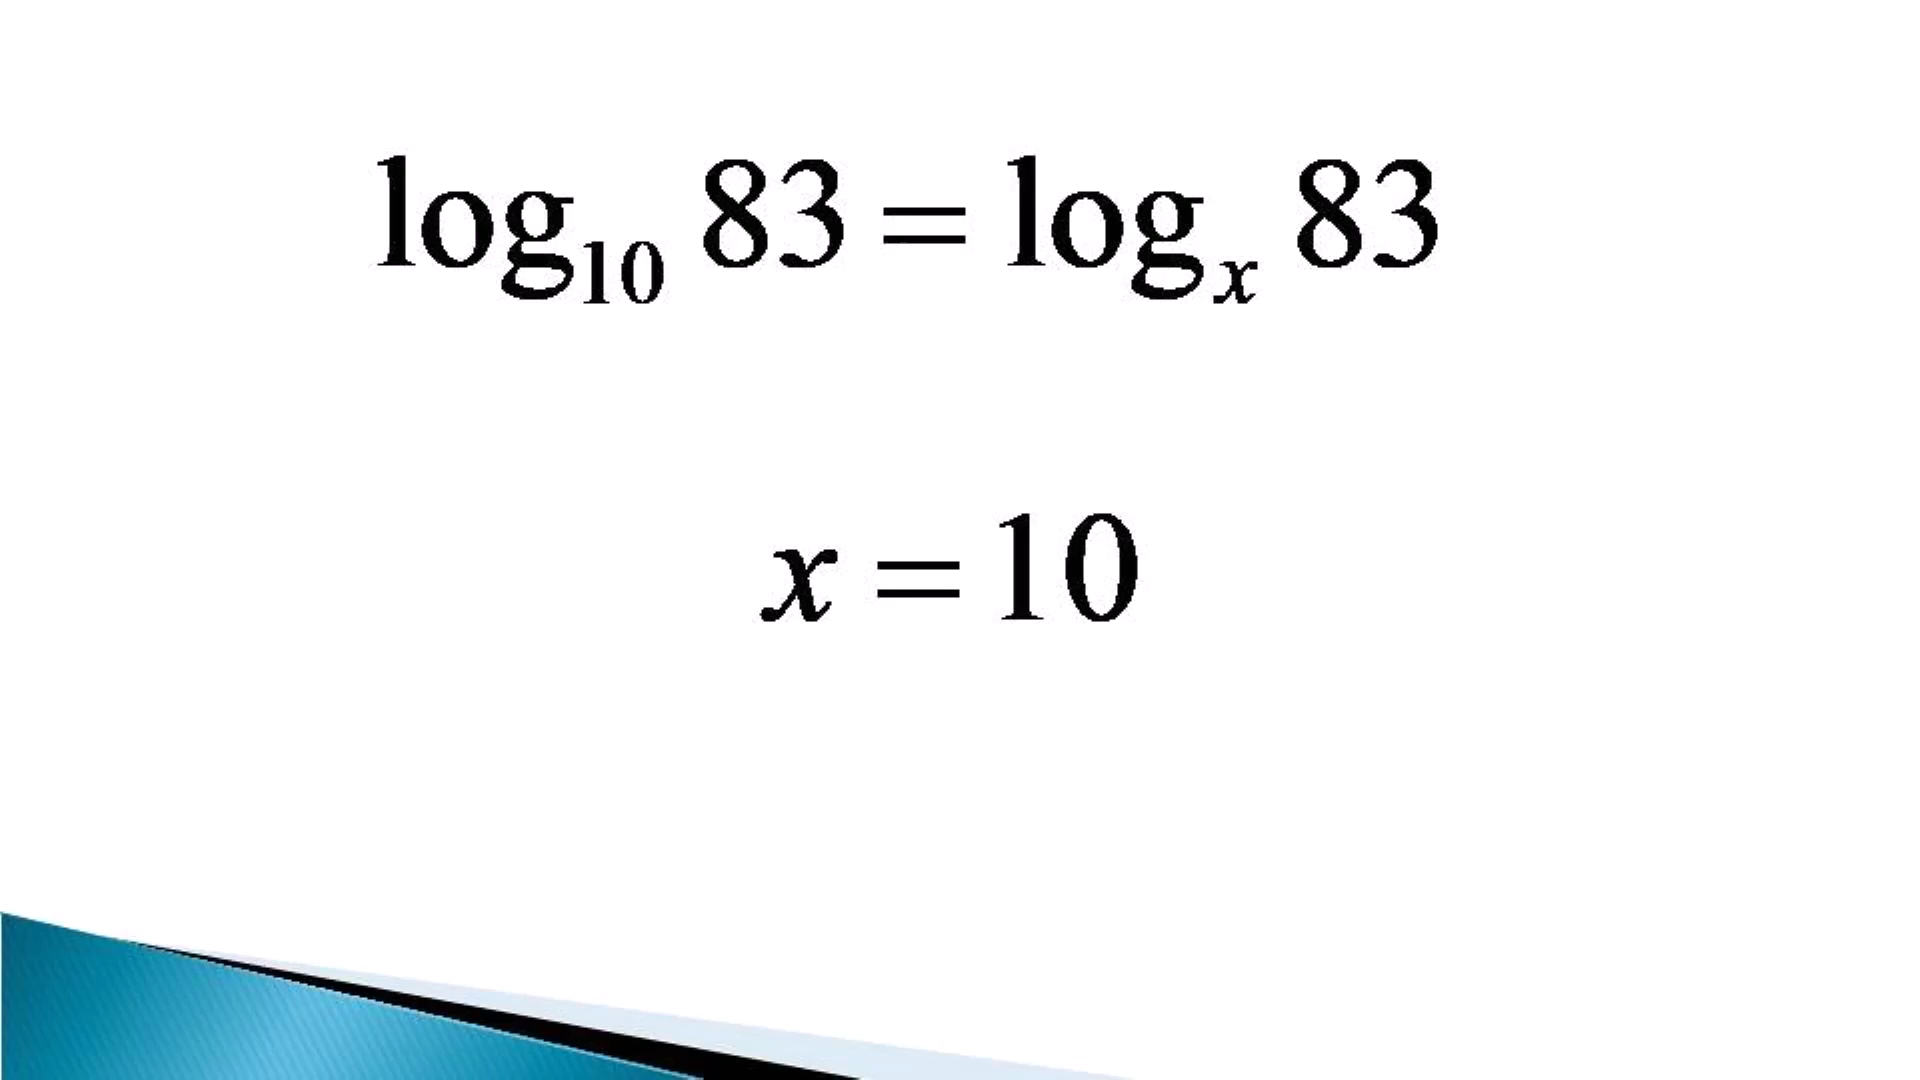 log₁₀ 83 = logₓ 83
x = 10